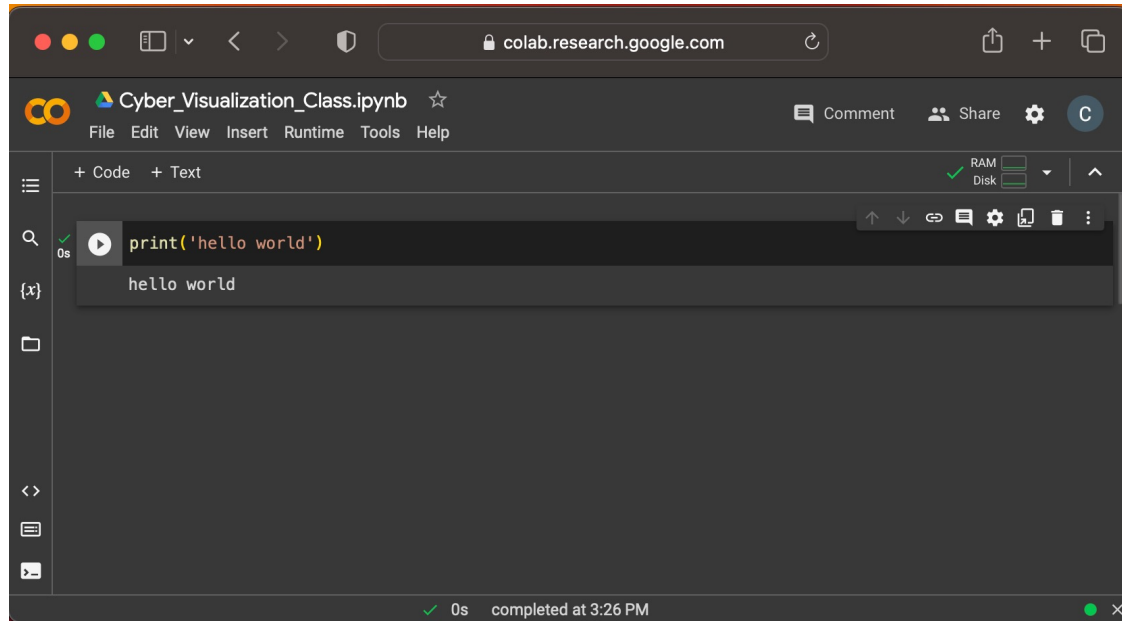 colab.research.google.com
Cyber_Visualization_Class.ipynb
Comment Share C
File Edit View Insert Runtime Tools Help
+ Code + Text
RAM
Disk
print('hello world')
0s
hello world
{x}
0s completed at 3:26 PM